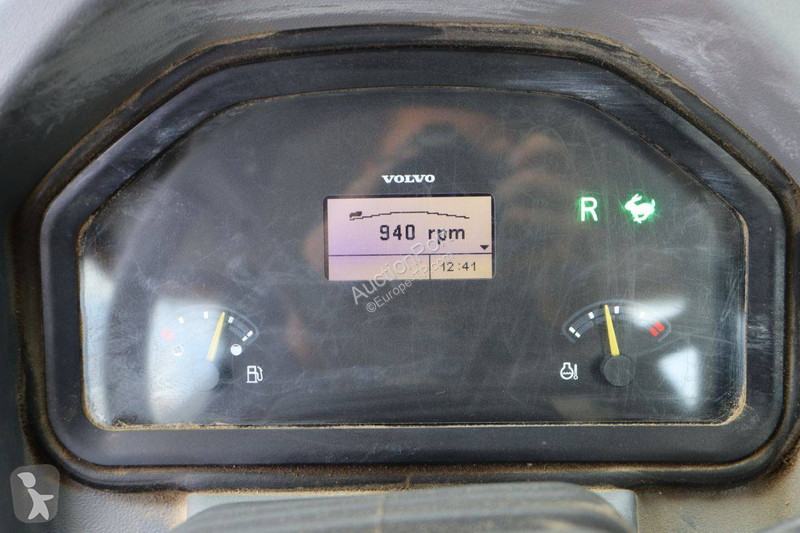 VOLVO
R
940 rpm
12:41
AuctionPort
©Europe-